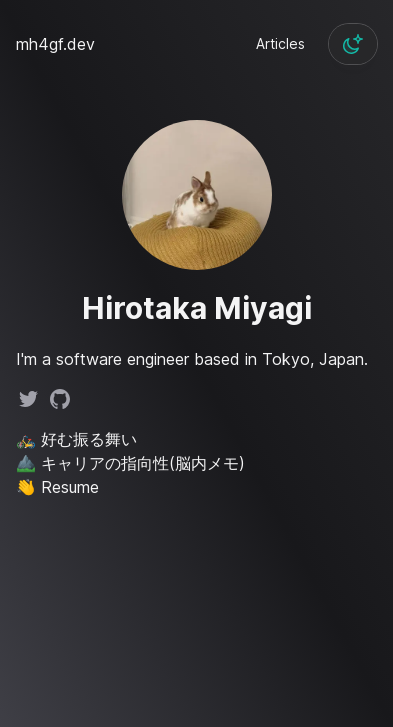 mh4gf.dev
Articles
Hirotaka Miyagi
I'm a software engineer based in Tokyo, Japan.
🚲 好む振る舞い
⛰️ キャリアの指向性(脳内メモ)
👋 Resume